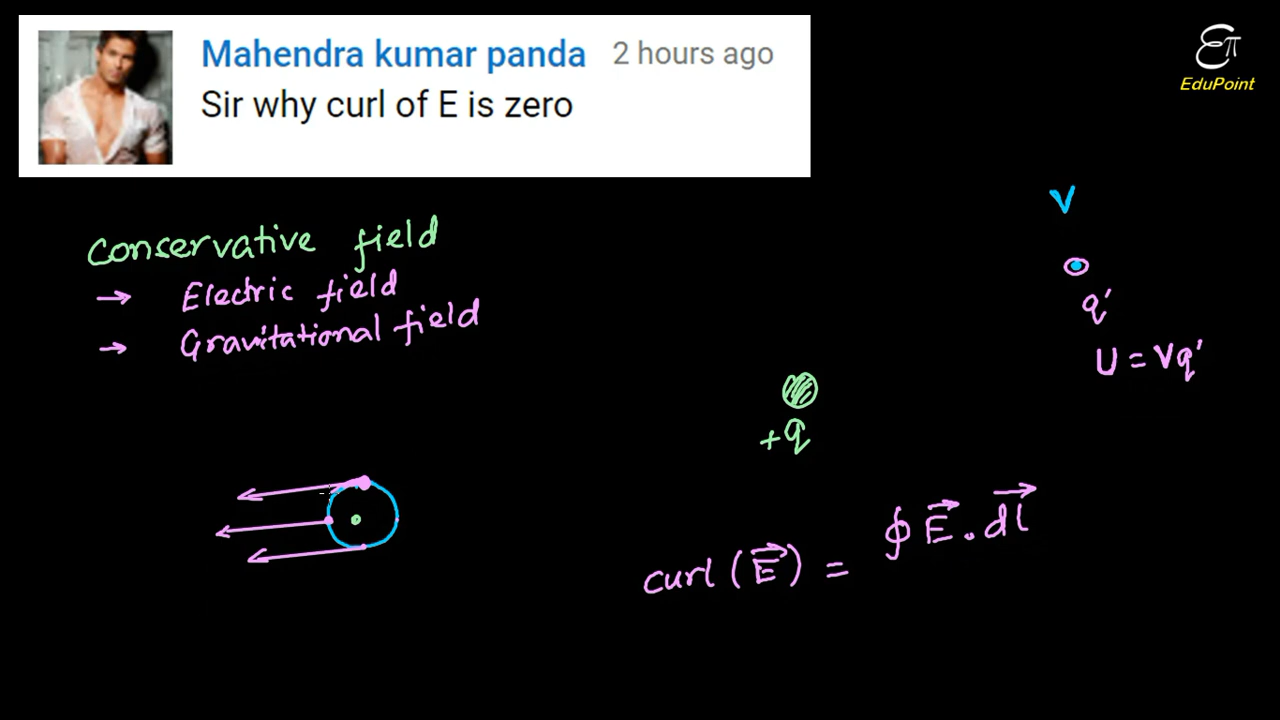 Mahendra kumar panda 2 hours ago
Sir why curl of E is zero
Eπ
EduPoint
Conservative field
→ Electric field
→ Gravitational field
V
q'
U = Vq'
+q
curl (E⃗) = ∮ E⃗ . dl⃗